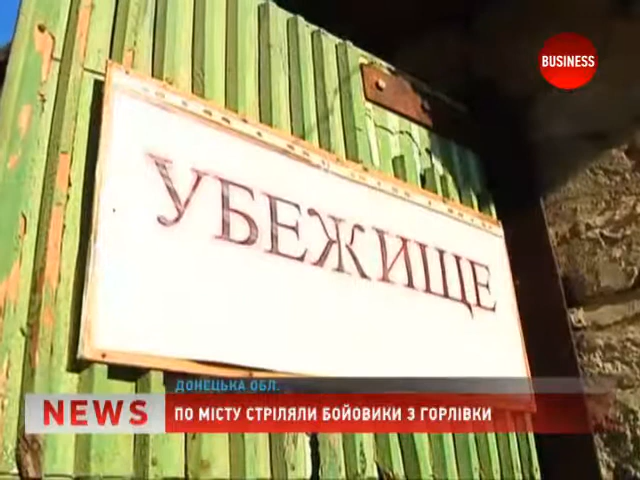 BUSINESS
УБЕЖИЩЕ
ДОНЕЦЬКА ОБЛ.
NEWS
ПО МІСТУ СТРІЛЯЛИ БОЙОВИКИ З ГОРЛІВКИ